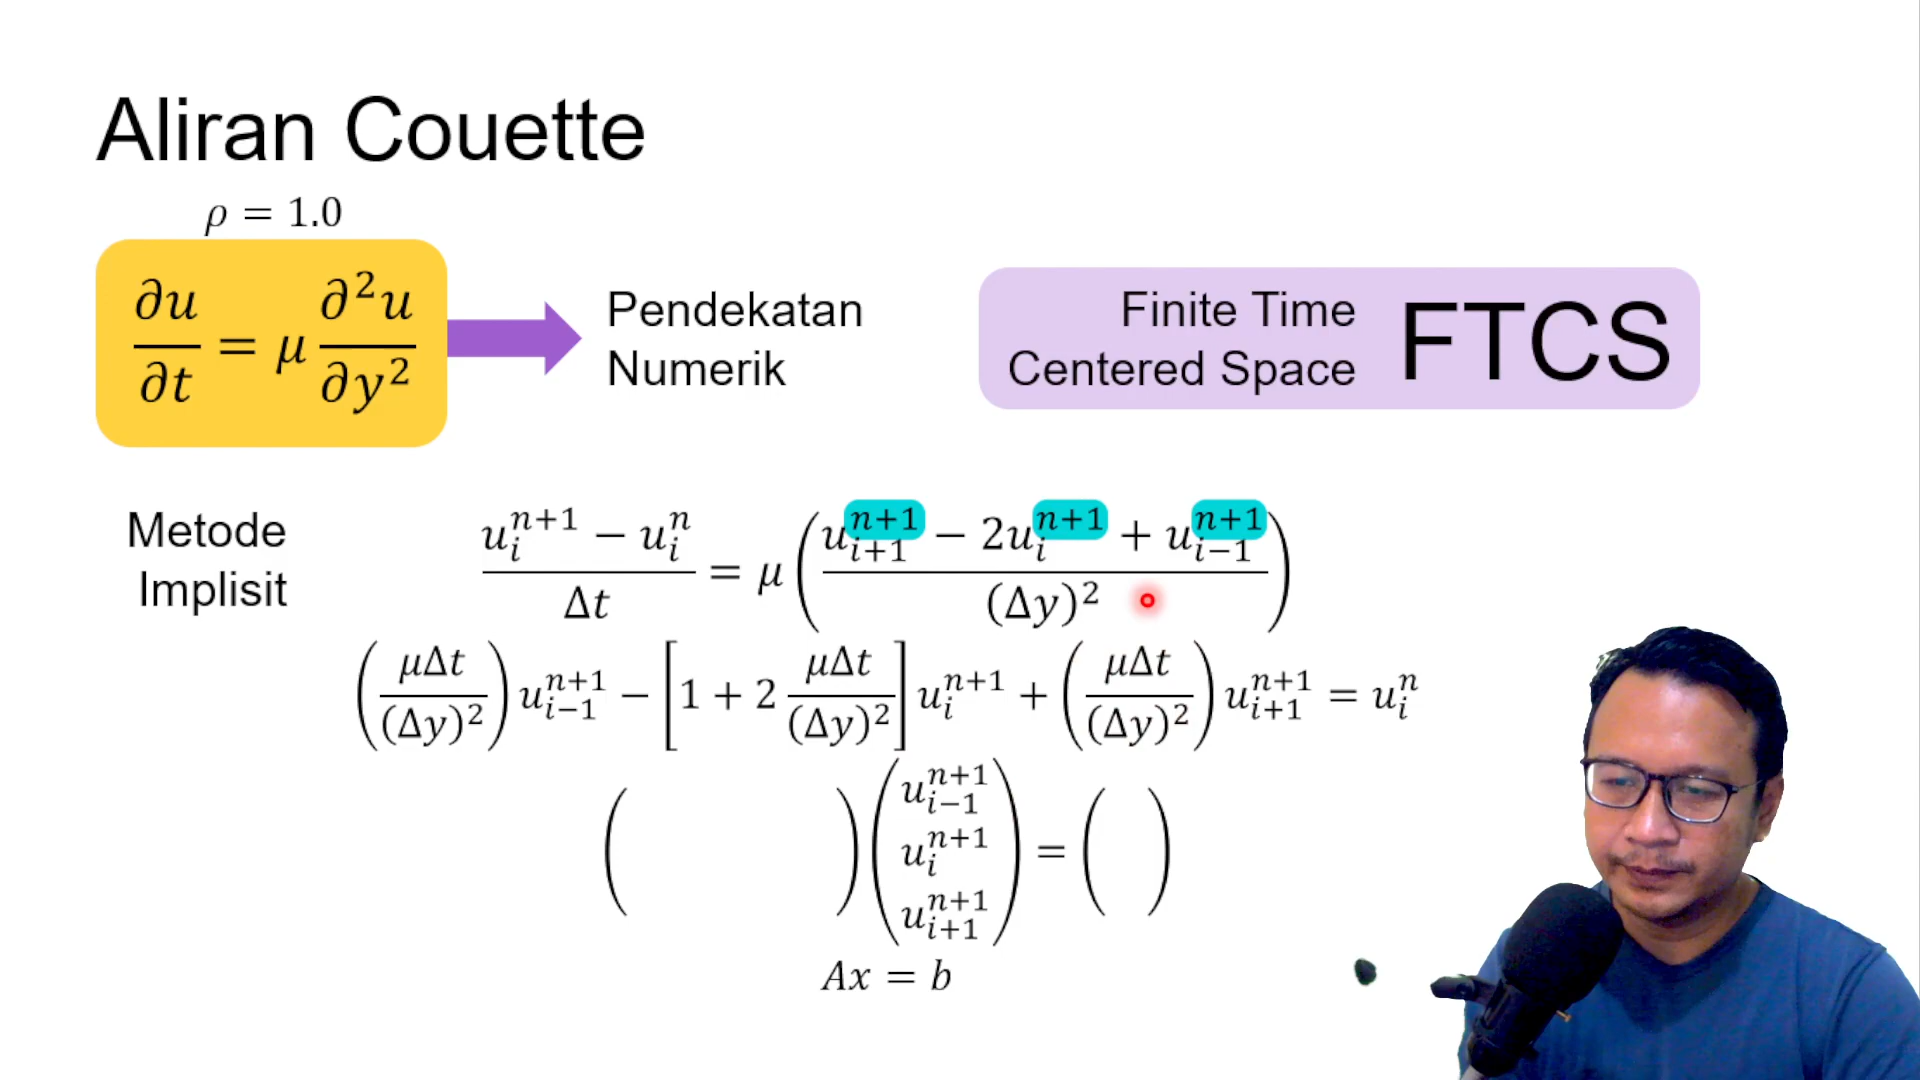 Aliran Couette
ρ = 1.0
∂u/∂t = μ ∂²u/∂y²
Pendekatan
Numerik
Finite Time
Centered Space
FTCS
Metode
Implisit
(u_i^{n+1} − u_i^n)/Δt = μ((u_{i+1}^{n+1} − 2u_i^{n+1} + u_{i−1}^{n+1})/(Δy)²)
(μΔt/(Δy)²) u_{i−1}^{n+1} − [1 + 2 μΔt/(Δy)²] u_i^{n+1} + (μΔt/(Δy)²) u_{i+1}^{n+1} = u_i^n
( ) (u_{i−1}^{n+1}
u_i^{n+1}
u_{i+1}^{n+1}) = ( )
Ax = b